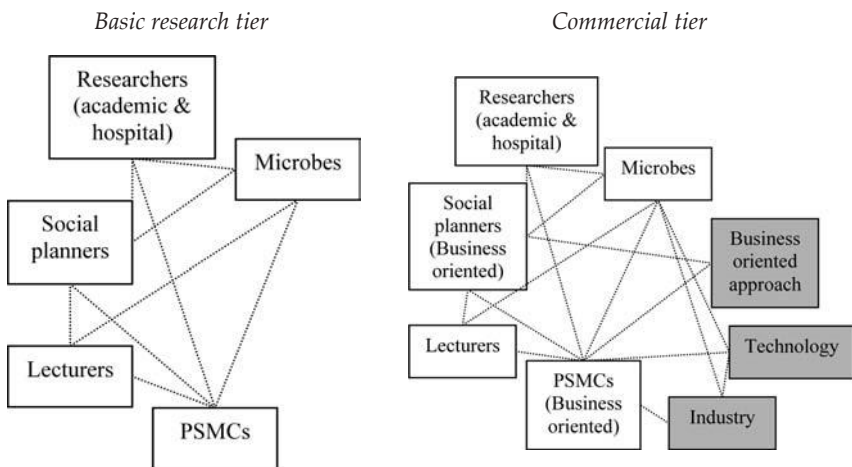 Basic research tier
Researchers
(academic &
hospital)
Microbes
Social
planners
Lecturers
PSMCs
Commercial tier
Researchers
(academic &
hospital)
Microbes
Social
planners
(Business
oriented)
Business
oriented
approach
Lecturers
Technology
PSMCs
(Business
oriented)
Industry